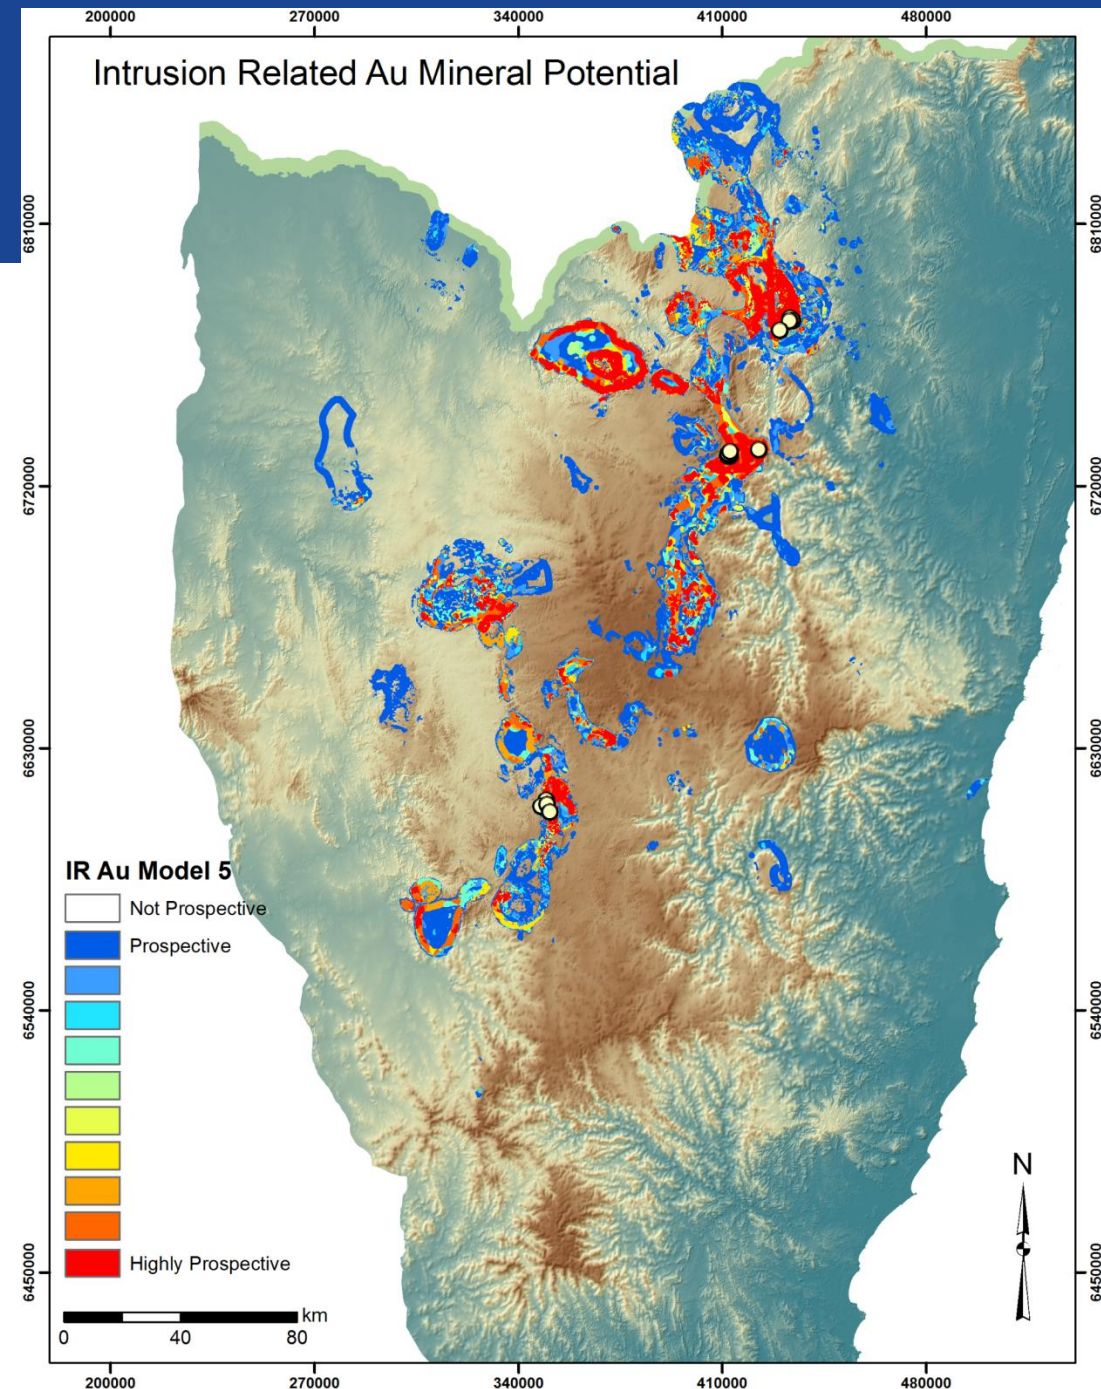 200000 270000 340000 410000 480000
Intrusion Related Au Mineral Potential
6810000 6810000
6720000 6720000
6630000 6630000
6540000 6540000
6450000 6450000
IR Au Model 5
Not Prospective
Prospective
Highly Prospective
km
0 40 80
N
200000 270000 340000 410000 480000